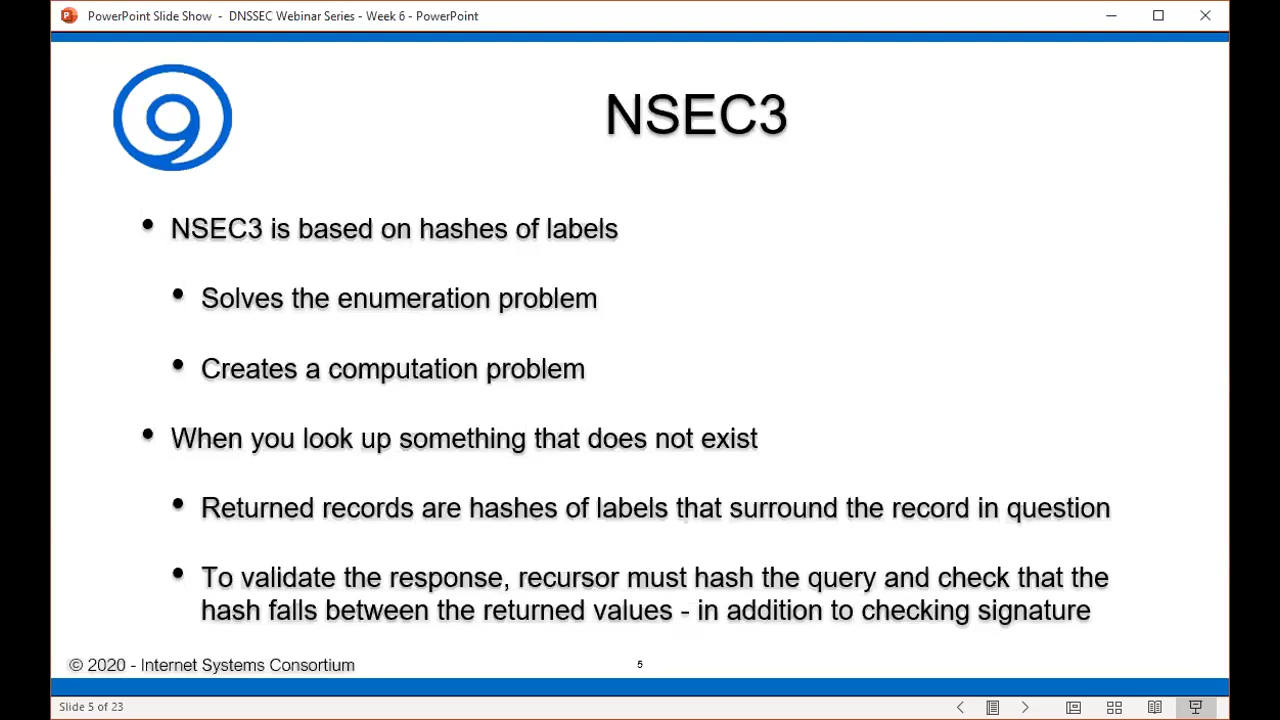 PowerPoint Slide Show - DNSSEC Webinar Series - Week 6 - PowerPoint
NSEC3
• NSEC3 is based on hashes of labels
• Solves the enumeration problem
• Creates a computation problem
• When you look up something that does not exist
• Returned records are hashes of labels that surround the record in question
• To validate the response, recursor must hash the query and check that the
hash falls between the returned values - in addition to checking signature
© 2020 - Internet Systems Consortium
5
Slide 5 of 23